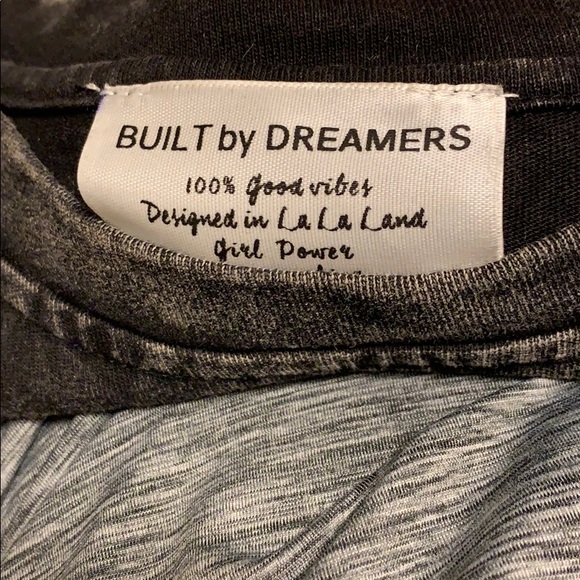 BUILT by DREAMERS
100% good vibes
Designed in La La Land
Girl Power